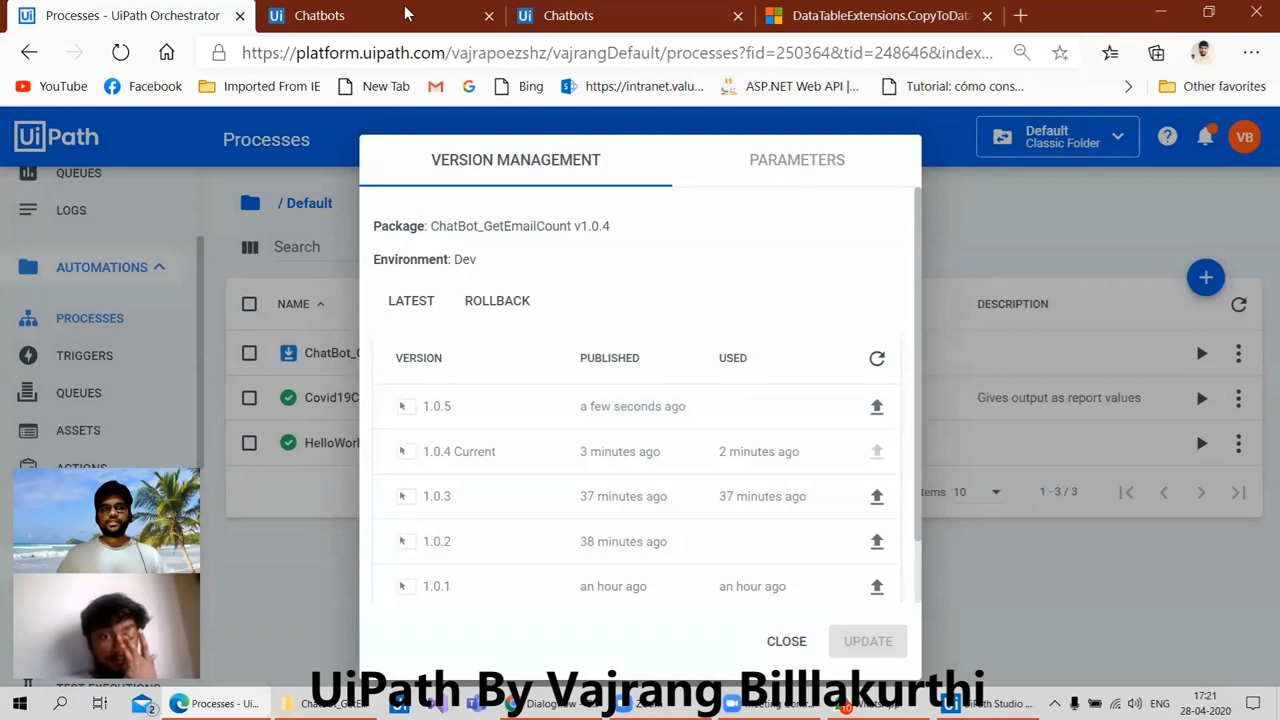 Processes - UiPath Orchestrator
Chatbots
Chatbots
DataTableExtensions.CopyToData
https://platform.uipath.com/vajrapoezshz/vajrangDefault/processes?fid=250364&tid=248646&index...
YouTube
Facebook
Imported From IE
New Tab
Bing
https://intranet.valu...
ASP.NET Web API |...
Tutorial: cómo cons...
Other favorites
UiPath
Processes
Default
Classic Folder
VB
QUEUES
LOGS
AUTOMATIONS
PROCESSES
TRIGGERS
QUEUES
ASSETS
/ Default
Search
NAME
DESCRIPTION
ChatBot_
Covid19C
Gives output as report values
HelloWorl
10
1 - 3 / 3
VERSION MANAGEMENT
PARAMETERS
Package: ChatBot_GetEmailCount v1.0.4
Environment: Dev
LATEST
ROLLBACK
VERSION
PUBLISHED
USED
1.0.5
a few seconds ago
1.0.4 Current
3 minutes ago
2 minutes ago
1.0.3
37 minutes ago
37 minutes ago
1.0.2
38 minutes ago
1.0.1
an hour ago
an hour ago
CLOSE
UPDATE
UiPath By Vajrang Billlakurthi
2
Processes - Ui...
10
ENG
17:21
28-04-2020